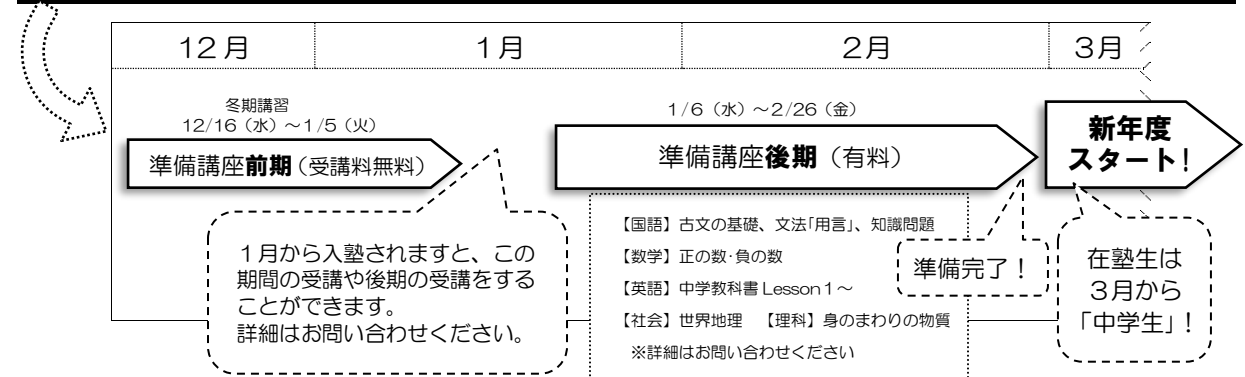 12月
1月
2月
3月
冬期講習
12/16（水）～1/5（火）
準備講座前期（受講料無料）
1/6（水）～2/26（金）
準備講座後期（有料）
新年度
スタート！
１月から入塾されますと、この
期間の受講や後期の受講をする
ことができます。
詳細はお問い合わせください。
【国語】古文の基礎、文法「用言」、知識問題
【数学】正の数・負の数
【英語】中学教科書 Lesson１～
【社会】世界地理　【理科】身のまわりの物質
※詳細はお問い合わせください
準備完了！
在塾生は
３月から
「中学生」！